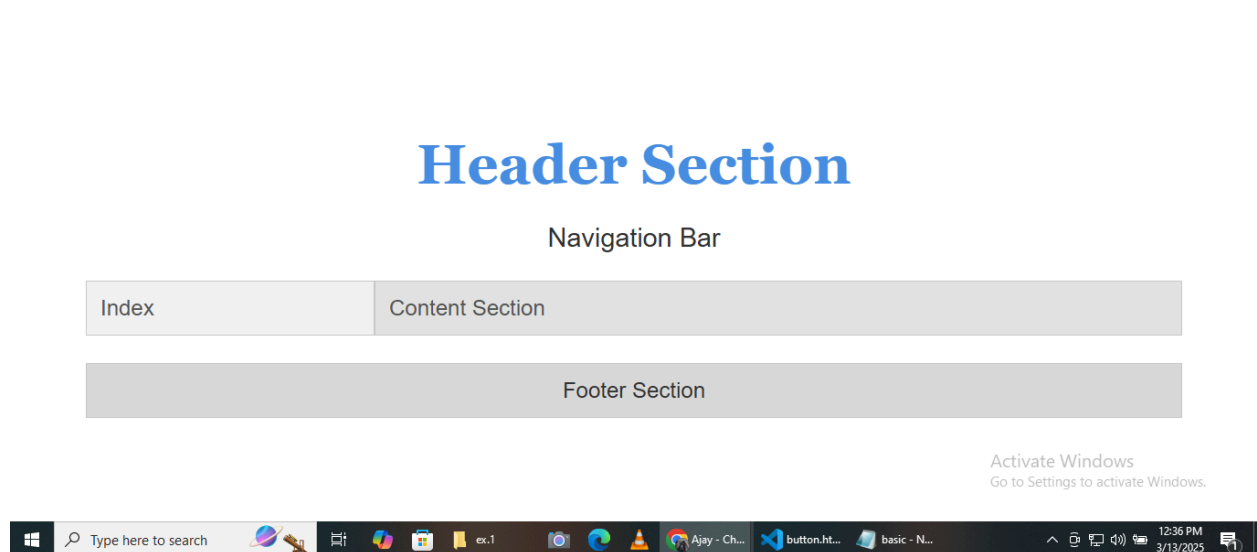 Header Section
Navigation Bar
Index
Content Section
Footer Section
Activate Windows
Go to Settings to activate Windows.
Type here to search
ex.1
Ajay - Ch...
button.ht...
basic - N...
12:36 PM
3/13/2025
1